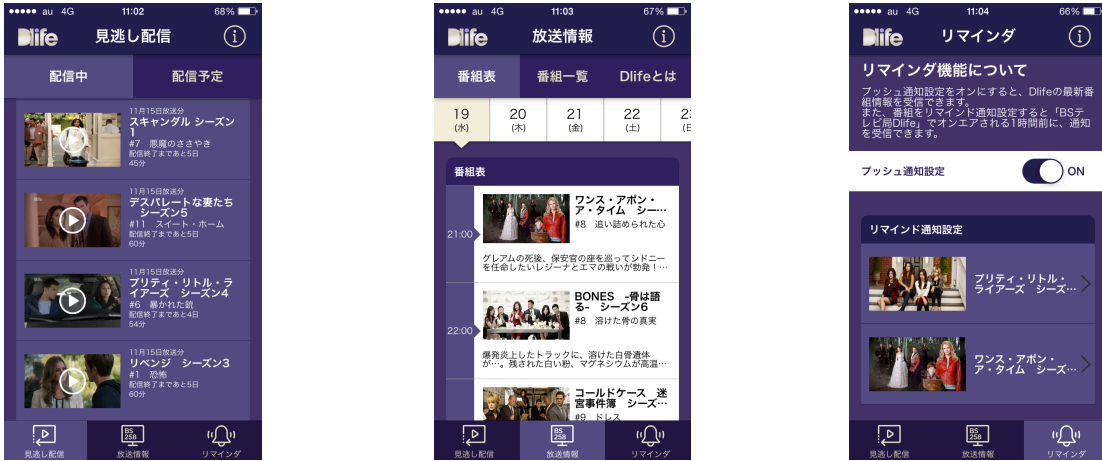 au 4G 11:02 68%
Dlife 見逃し配信
配信中 配信予定
11月15日放送分
スキャンダル シーズン
1
#7 悪魔のささやき
配信終了まであと5日
45分
11月15日放送分
デスパレートな妻たち
シーズン5
#11 スイート・ホーム
配信終了まであと5日
60分
11月15日放送分
プリティ・リトル・ラ
イアーズ シーズン4
#6 暴かれた銃
配信終了まであと4日
54分
11月15日放送分
リベンジ シーズン3
#1 恐怖
配信終了まであと5日
60分
見逃し配信 BS 258 放送情報 リマインダ
au 4G 11:03 67%
Dlife 放送情報
番組表 番組一覧 Dlifeとは
19 20 21 22 2
(水) (木) (金) (土)
番組表
21:00
ワンス・アポン・
ア・タイム シー…
#8 追い詰められた心
グレアムの死後、保安官の座を巡ってシドニー
を任命したいレジーナとエマの戦いが勃発！…
22:00
BONES -骨は語
る- シーズン6
#8 溶けた骨の真実
爆発炎上したトラックに、溶けた白骨遺体
が…。残された白い粉、マグネシウムが高温…
コールドケース 迷
宮事件簿 シーズ…
#9 ドレス
見逃し配信 BS 258 放送情報 リマインダ
au 4G 11:04 66%
Dlife リマインダ
リマインダ機能について
プッシュ通知設定をオンにすると、Dlifeの最新番
組情報を受信できます。
また、番組をリマインド通知設定すると「BSテ
レビ局Dlife」でオンエアされる1時間前に、通知
を受信できます。
プッシュ通知設定 ON
リマインド通知設定
プリティ・リトル・
ライアーズ シーズ…
ワンス・アポン・
ア・タイム シーズ…
見逃し配信 BS 258 放送情報 リマインダ